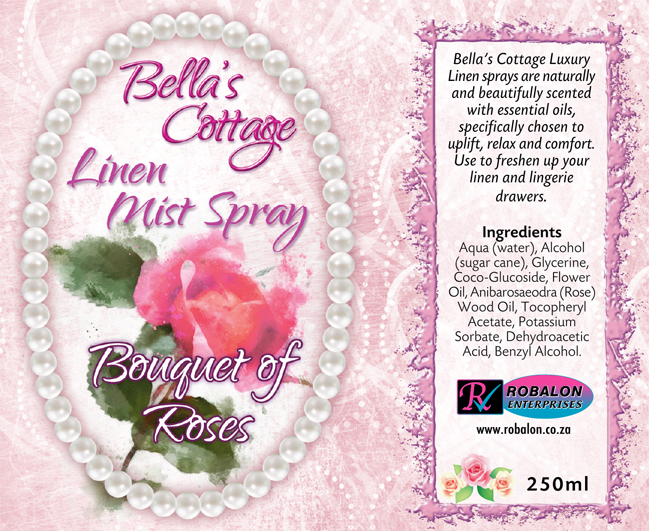 Bella's
Cottage
Linen
Mist Spray
Bouquet of
Roses
Bella's Cottage Luxury
Linen sprays are naturally
and beautifully scented
with essential oils,
specifically chosen to
uplift, relax and comfort.
Use to freshen up your
linen and lingerie
drawers.
Ingredients
Aqua (water), Alcohol
(sugar cane), Glycerine,
Coco-Glucoside, Flower
Oil, Anibarosaeodra (Rose)
Wood Oil, Tocopheryl
Acetate, Potassium
Sorbate, Dehydroacetic
Acid, Benzyl Alcohol.
RV ROBALON
ENTERPRISES
www.robalon.co.za
250ml